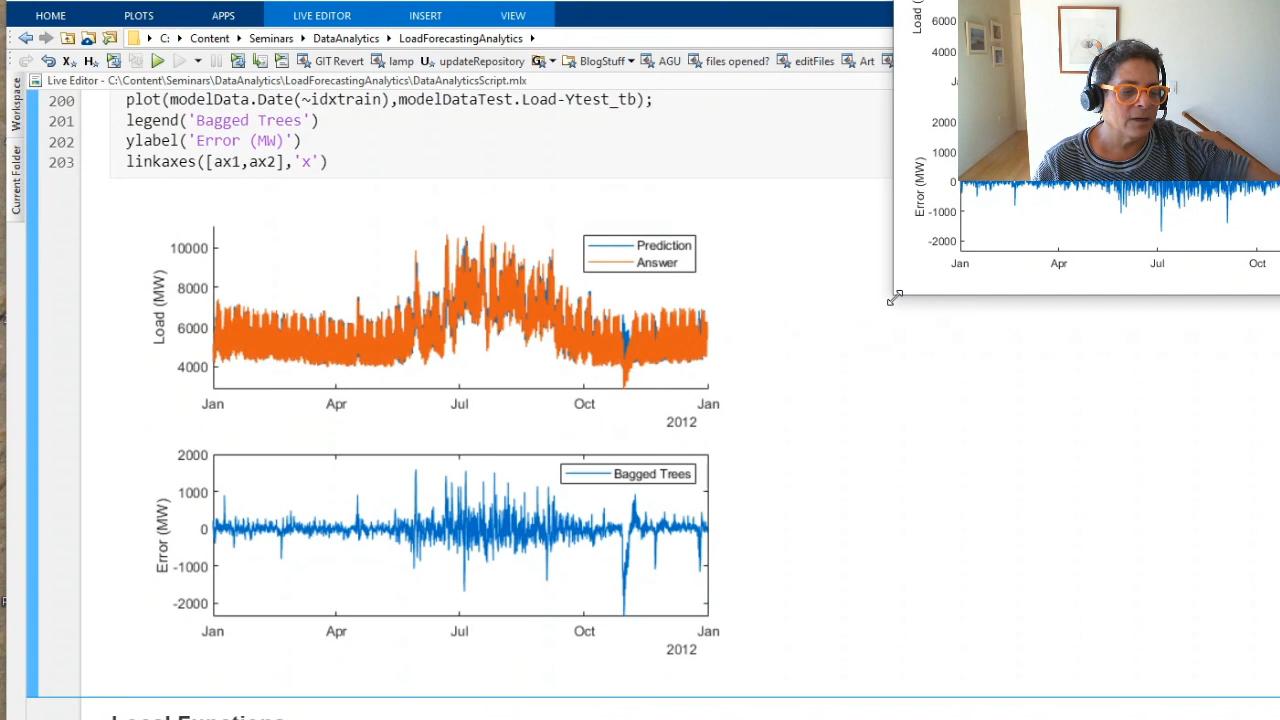 HOME PLOTS APPS LIVE EDITOR INSERT VIEW
C: Content Seminars DataAnalytics LoadForecastingAnalytics
GIT Revert lamp updateRepository BlogStuff AGU files opened? editFiles Art
Live Editor - C:\Content\Seminars\DataAnalytics\LoadForecastingAnalytics\DataAnalyticsScript.mlx
Workspace
Current Folder
200 plot(modelData.Date(~idxtrain),modelDataTest.Load-Ytest_tb);
201 legend('Bagged Trees')
202 ylabel('Error (MW)')
203 linkaxes([ax1,ax2],'x')
Load (MW)
10000
8000
6000
4000
Prediction
Answer
Jan Apr Jul Oct Jan
2012
Error (MW)
2000
1000
0
-1000
-2000
Bagged Trees
Jan Apr Jul Oct Jan
2012
Load (
6000
4000
2000
1000
0
-1000
-2000
Error (MW)
Jan Apr Jul Oct
Local Functions